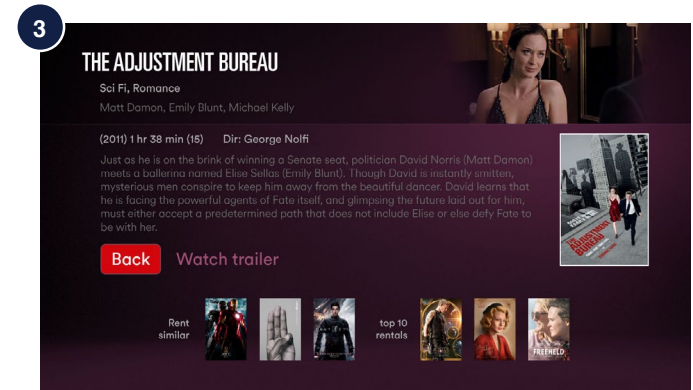 3
THE ADJUSTMENT BUREAU
Sci Fi, Romance
Matt Damon, Emily Blunt, Michael Kelly
(2011) 1 hr 38 min (15) Dir: George Nolfi
Just as he is on the brink of winning a Senate seat, politician David Norris (Matt Damon)
meets a ballerina named Elise Sellas (Emily Blunt). Though David is instantly smitten,
mysterious men conspire to keep him away from the beautiful dancer. David learns that
he is facing the powerful agents of Fate itself, and glimpsing the future laid out for him,
must either accept a predetermined path that does not include Elise or else defy Fate to
be with her.
THE
ADJUSTMENT
BUREAU
Back Watch trailer
Rent
similar
top 10
rentals
FREEHELD